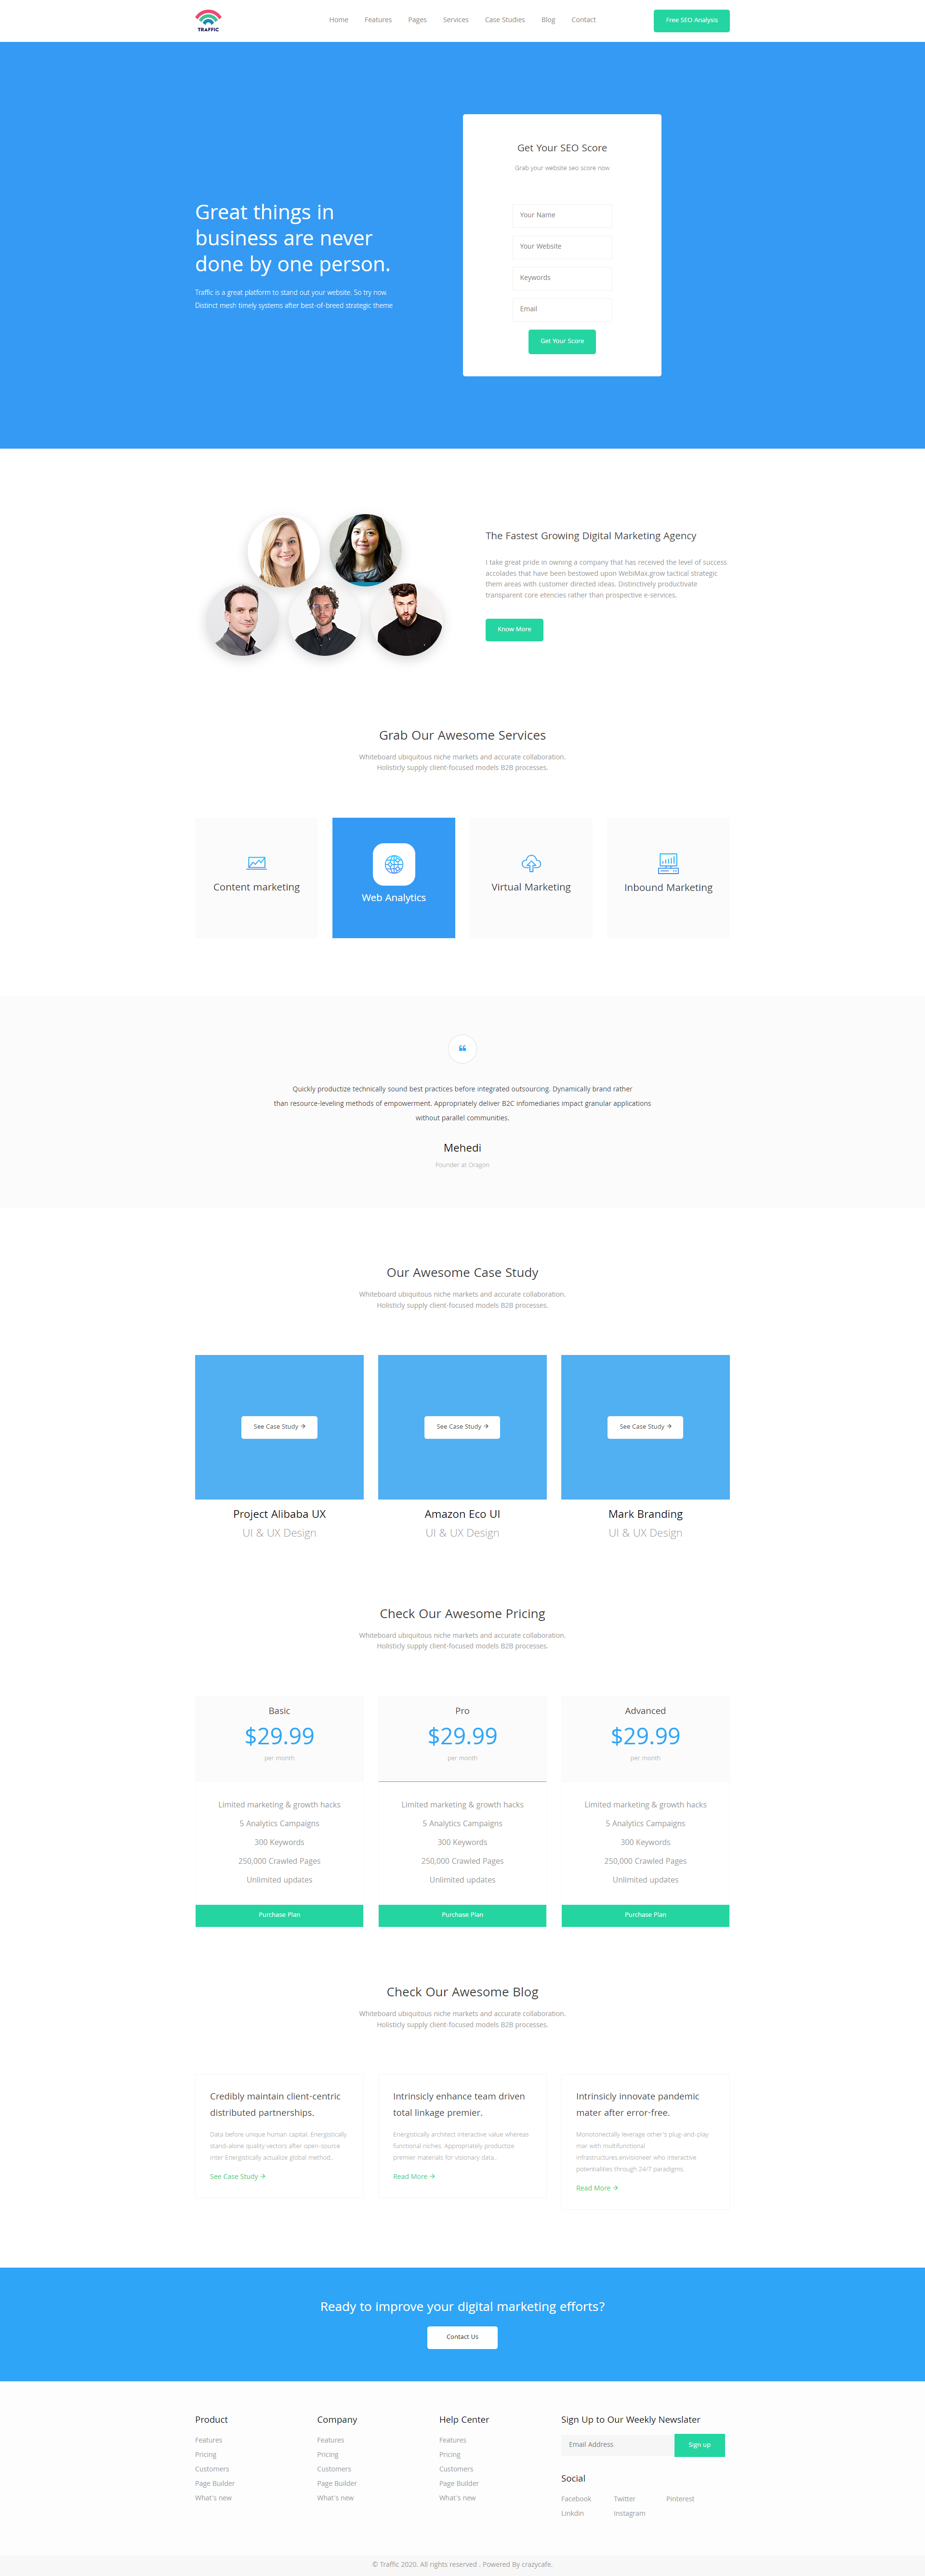 TRAFFIC
Home Features Pages Services Case Studies Blog Contact
Free SEO Analysis
Great things in
business are never
done by one person.
Traffic is a great platform to stand out your website. So try now.
Distinct mesh timely systems after best-of-breed strategic theme
Get Your SEO Score
Grab your website seo score now
Your Name
Your Website
Keywords
Email
Get Your Score
The Fastest Growing Digital Marketing Agency
I take great pride in owning a company that has received the level of success
accolades that have been bestowed upon WebiMax.grow tactical strategic
them areas with customer directed ideas. Distinctively productivate
transparent core etencies rather than prospective e-services.
Know More
Grab Our Awesome Services
Whiteboard ubiquitous niche markets and accurate collaboration.
Holisticly supply client-focused models B2B processes.
Content marketing
Web Analytics
Virtual Marketing
Inbound Marketing
Quickly productize technically sound best practices before integrated outsourcing. Dynamically brand rather
than resource-leveling methods of empowerment. Appropriately deliver B2C infomediaries impact granular applications
without parallel communities.
Mehedi
Founder at Oragon
Our Awesome Case Study
Whiteboard ubiquitous niche markets and accurate collaboration.
Holisticly supply client-focused models B2B processes.
See Case Study →
See Case Study →
See Case Study →
Project Alibaba UX
UI & UX Design
Amazon Eco UI
UI & UX Design
Mark Branding
UI & UX Design
Check Our Awesome Pricing
Whiteboard ubiquitous niche markets and accurate collaboration.
Holisticly supply client-focused models B2B processes.
Basic
$29.99
per month
Limited marketing & growth hacks
5 Analytics Campaigns
300 Keywords
250,000 Crawled Pages
Unlimited updates
Purchase Plan
Pro
$29.99
per month
Limited marketing & growth hacks
5 Analytics Campaigns
300 Keywords
250,000 Crawled Pages
Unlimited updates
Purchase Plan
Advanced
$29.99
per month
Limited marketing & growth hacks
5 Analytics Campaigns
300 Keywords
250,000 Crawled Pages
Unlimited updates
Purchase Plan
Check Our Awesome Blog
Whiteboard ubiquitous niche markets and accurate collaboration.
Holisticly supply client-focused models B2B processes.
Credibly maintain client-centric
distributed partnerships.
Data before unique human capital. Energistically
stand-alone quality vectors after open-source
inter Energistically actualize global method..
See Case Study →
Intrinsicly enhance team driven
total linkage premier.
Energistically architect interactive value whereas
functional niches. Appropriately productize
premier materials for visionary data..
Read More →
Intrinsicly innovate pandemic
mater after error-free.
Monotonectally leverage other's plug-and-play
mar with multifunctional
infrastructures.envisioneer who interactive
potentialities through 24/7 paradigms.
Read More →
Ready to improve your digital marketing efforts?
Contact Us
Product
Features
Pricing
Customers
Page Builder
What's new
Company
Features
Pricing
Customers
Page Builder
What's new
Help Center
Features
Pricing
Customers
Page Builder
What's new
Sign Up to Our Weekly Newslater
Email Address
Sign up
Social
Facebook Twitter Pinterest
Linkdin Instagram
© Traffic 2020. All rights reserved . Powered By crazycafe.